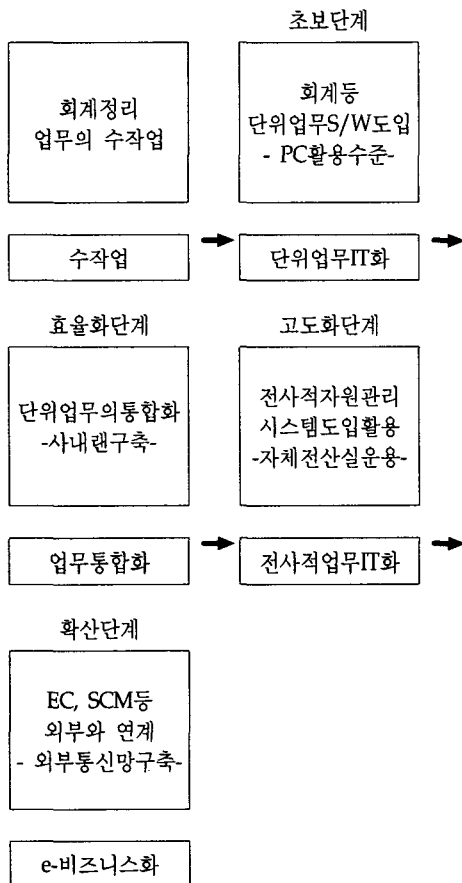 초보단계
회계정리
업무의 수작업
회계등
단위업무S/W도입
- PC활용수준-
수작업
단위업무IT화
효율화단계
고도화단계
단위업무의통합화
-사내랜구축-
전사적자원관리
시스템도입활용
-자체전산실운용-
업무통합화
전사적업무IT화
확산단계
EC, SCM등
외부와 연계
- 외부통신망구축-
e-비즈니스화